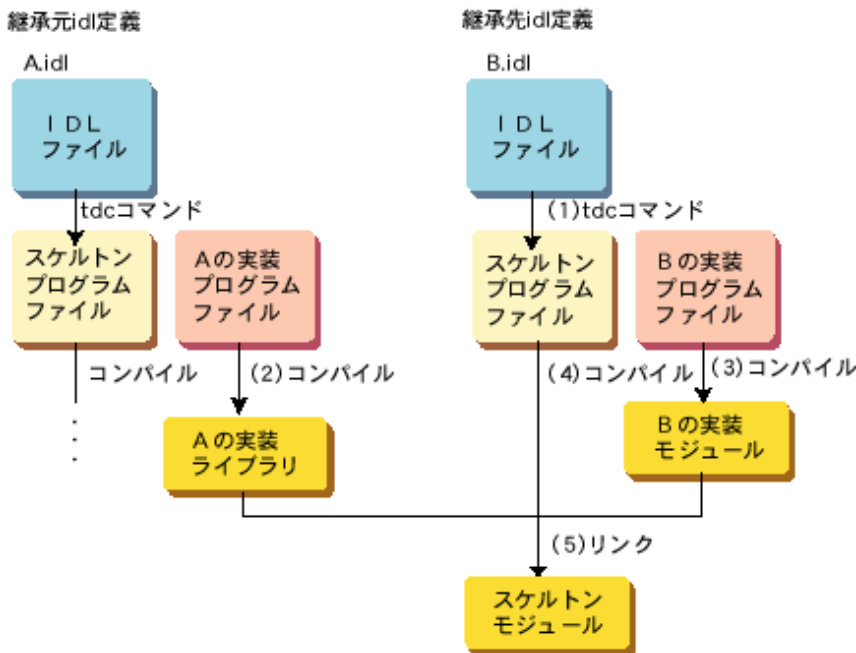 継承元idl定義
継承先idl定義
A.idl
B.idl
ＩＤＬ
ファイル
ＩＤＬ
ファイル
tdcコマンド
(1)tdcコマンド
スケルトン
プログラム
ファイル
Ａの実装
プログラム
ファイル
スケルトン
プログラム
ファイル
Ｂの実装
プログラム
ファイル
コンパイル
(2)コンパイル
(4)コンパイル
(3)コンパイル
Ａの実装
ライブラリ
Ｂの実装
モジュール
(5)リンク
スケルトン
モジュール